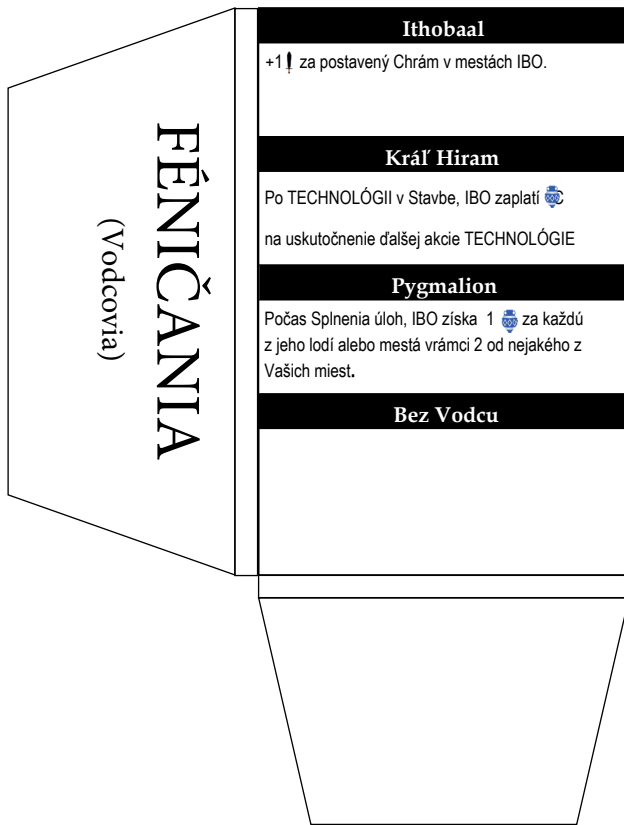 FÉNIČANIA
(Vodcovia)
Ithobaal
+1 za postavený Chrám v mestách IBO.
Kráľ Hiram
Po TECHNOLÓGII v Stavbe, IBO zaplatí C
na uskutočnenie ďalšej akcie TECHNOLÓGIE
Pygmalion
Počas Splnenia úloh, IBO získa 1 za každú
z jeho lodí alebo mestá vrámci 2 od nejakého z
Vašich miest.
Bez Vodcu